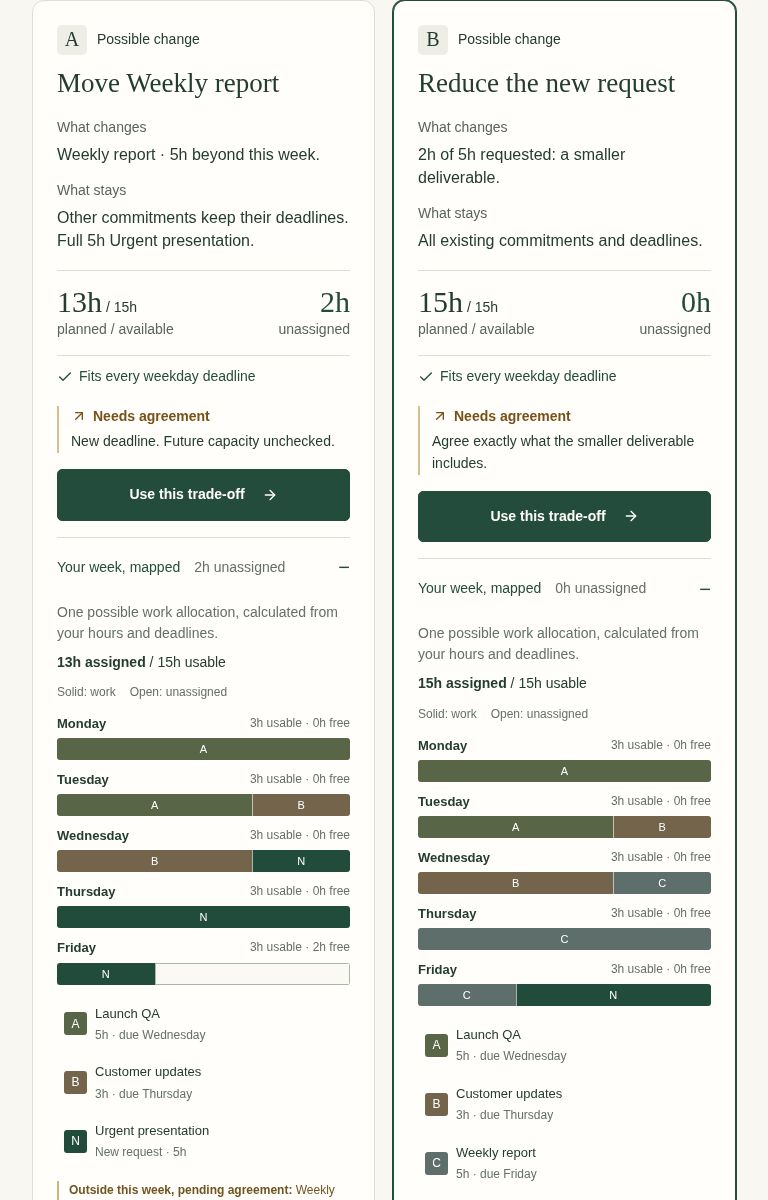 A Possible change
Move Weekly report
What changes
Weekly report · 5h beyond this week.
What stays
Other commitments keep their deadlines.
Full 5h Urgent presentation.
13h / 15h 2h
planned / available unassigned
Fits every weekday deadline
Needs agreement
New deadline. Future capacity unchecked.
Use this trade-off
Your week, mapped 2h unassigned
One possible work allocation, calculated from
your hours and deadlines.
13h assigned / 15h usable
Solid: work Open: unassigned
Monday 3h usable · 0h free
A
Tuesday 3h usable · 0h free
A B
Wednesday 3h usable · 0h free
B N
Thursday 3h usable · 0h free
N
Friday 3h usable · 2h free
N
A Launch QA
5h · due Wednesday
B Customer updates
3h · due Thursday
N Urgent presentation
New request · 5h
Outside this week, pending agreement: Weekly
B Possible change
Reduce the new request
What changes
2h of 5h requested: a smaller
deliverable.
What stays
All existing commitments and deadlines.
15h / 15h 0h
planned / available unassigned
Fits every weekday deadline
Needs agreement
Agree exactly what the smaller deliverable
includes.
Use this trade-off
Your week, mapped 0h unassigned
One possible work allocation, calculated from
your hours and deadlines.
15h assigned / 15h usable
Solid: work Open: unassigned
Monday 3h usable · 0h free
A
Tuesday 3h usable · 0h free
A B
Wednesday 3h usable · 0h free
B C
Thursday 3h usable · 0h free
C
Friday 3h usable · 0h free
C N
A Launch QA
5h · due Wednesday
B Customer updates
3h · due Thursday
C Weekly report
5h · due Friday